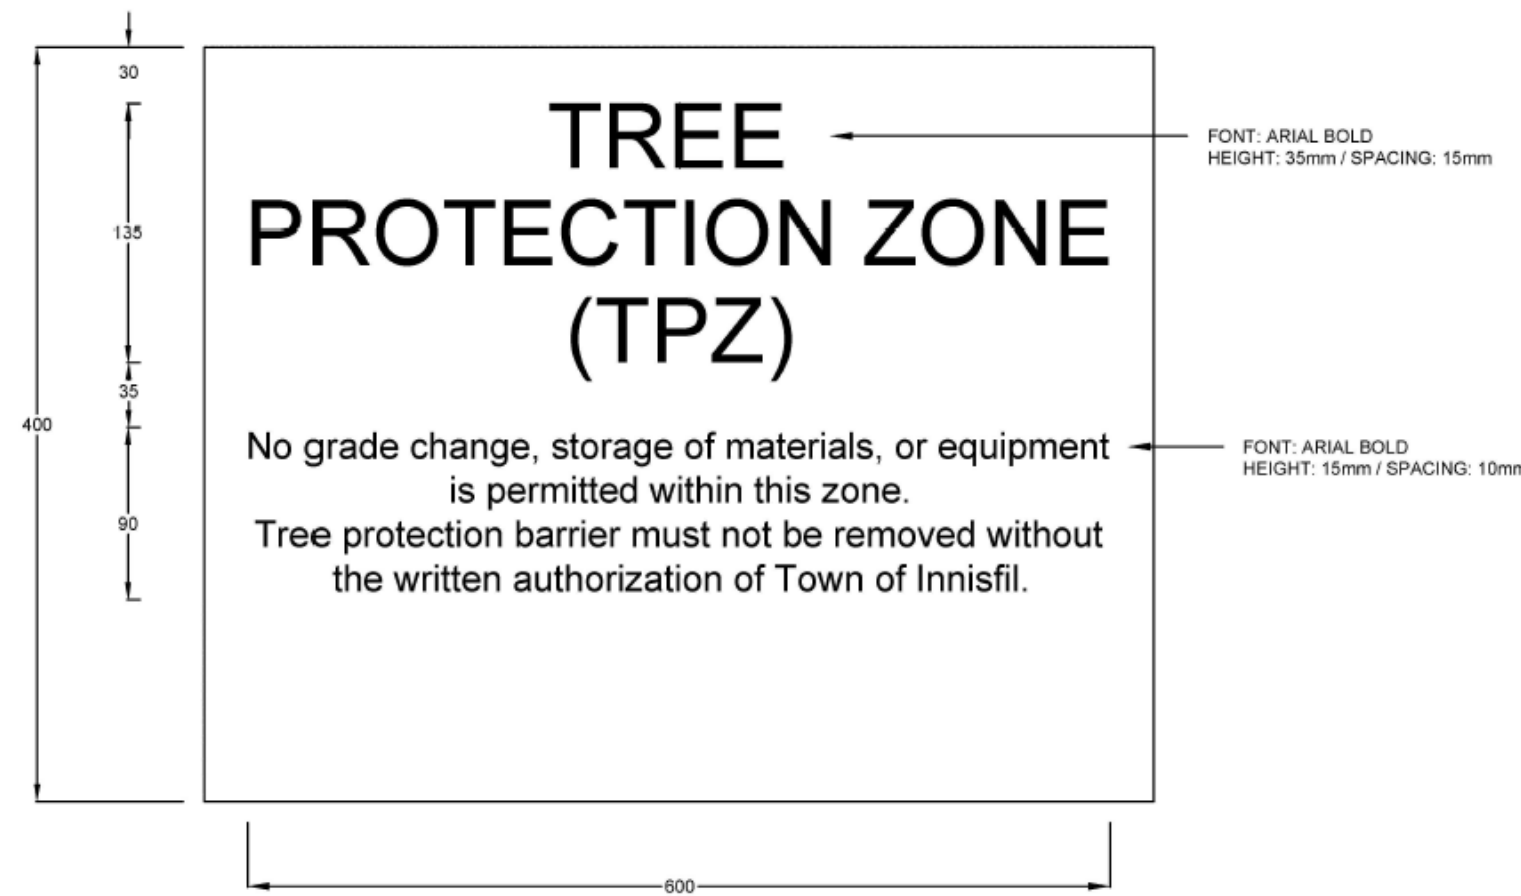 30
TREE
FONT: ARIAL BOLD
HEIGHT: 35mm / SPACING: 15mm
135
PROTECTION ZONE
(TPZ)
35
400
No grade change, storage of materials, or equipment
FONT: ARIAL BOLD
HEIGHT: 15mm / SPACING: 10mm
is permitted within this zone.
90
Tree protection barrier must not be removed without
the written authorization of Town of Innisfil.
600